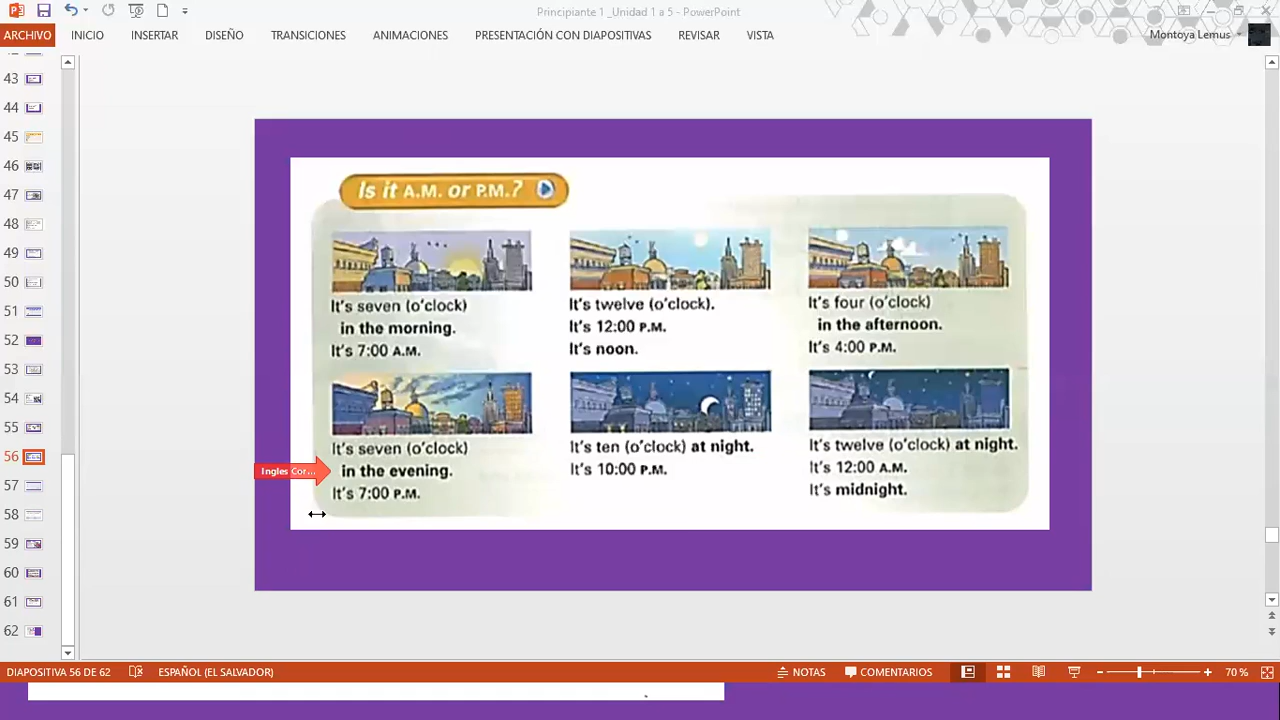 Principiante 1 _Unidad 1 a 5 - PowerPoint
ARCHIVO INICIO INSERTAR DISEÑO TRANSICIONES ANIMACIONES PRESENTACIÓN CON DIAPOSITIVAS REVISAR VISTA Montoya Lemus
43
44
45
46
47
48
49
50
51
52
53
54
55
56
57
58
59
60
61
62
Is it A.M. or P.M.?
It's seven (o'clock)
in the morning.
It's 7:00 A.M.
It's twelve (o'clock).
It's 12:00 P.M.
It's noon.
It's four (o'clock)
in the afternoon.
It's 4:00 P.M.
It's seven (o'clock)
in the evening.
It's 7:00 P.M.
Ingles Cor...
It's ten (o'clock) at night.
It's 10:00 P.M.
It's twelve (o'clock) at night.
It's 12:00 A.M.
It's midnight.
DIAPOSITIVA 56 DE 62 ESPAÑOL (EL SALVADOR) NOTAS COMENTARIOS 70 %